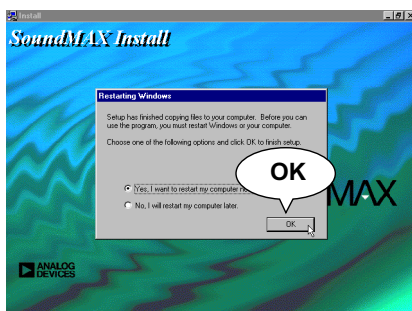 Install
SoundMAX Install
Restarting Windows
Setup has finished copying files to your computer. Before you can
use the program, you must restart Windows or your computer.
Choose one of the following options and click OK to finish setup.
OK
Yes, I want to restart my computer
No, I will restart my computer later.
MAX
OK
ANALOG
DEVICES